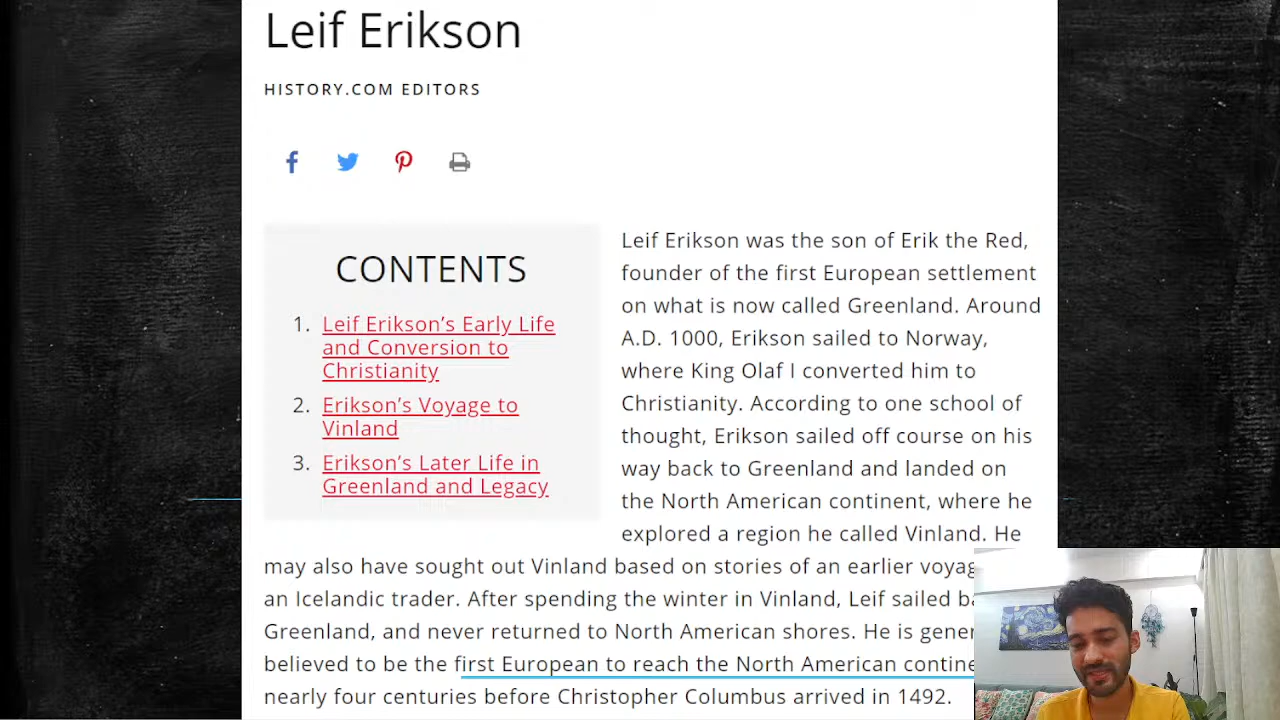 Leif Erikson
HISTORY.COM EDITORS
CONTENTS
1. Leif Erikson's Early Life
and Conversion to
Christianity
2. Erikson's Voyage to
Vinland
3. Erikson's Later Life in
Greenland and Legacy
Leif Erikson was the son of Erik the Red,
founder of the first European settlement
on what is now called Greenland. Around
A.D. 1000, Erikson sailed to Norway,
where King Olaf I converted him to
Christianity. According to one school of
thought, Erikson sailed off course on his
way back to Greenland and landed on
the North American continent, where he
explored a region he called Vinland. He
may also have sought out Vinland based on stories of an earlier
an Icelandic trader. After spending the winter in Vinland, Leif sailed
Greenland, and never returned to North American shores. He is
believed to be the first European to reach the North American
nearly four centuries before Christopher Columbus arrived in 1492.